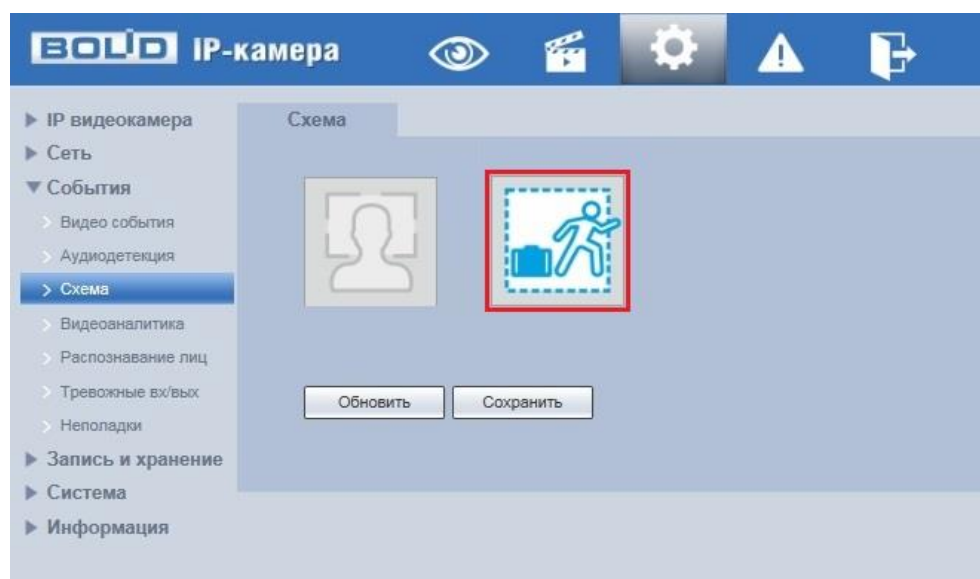 BOLID IP-камера
IP видеокамера
Сеть
События
Видео события
Аудиодетекция
Схема
Видеоаналитика
Распознавание лиц
Тревожные вх/вых
Неполадки
Запись и хранение
Система
Информация
Схема
Обновить Сохранить